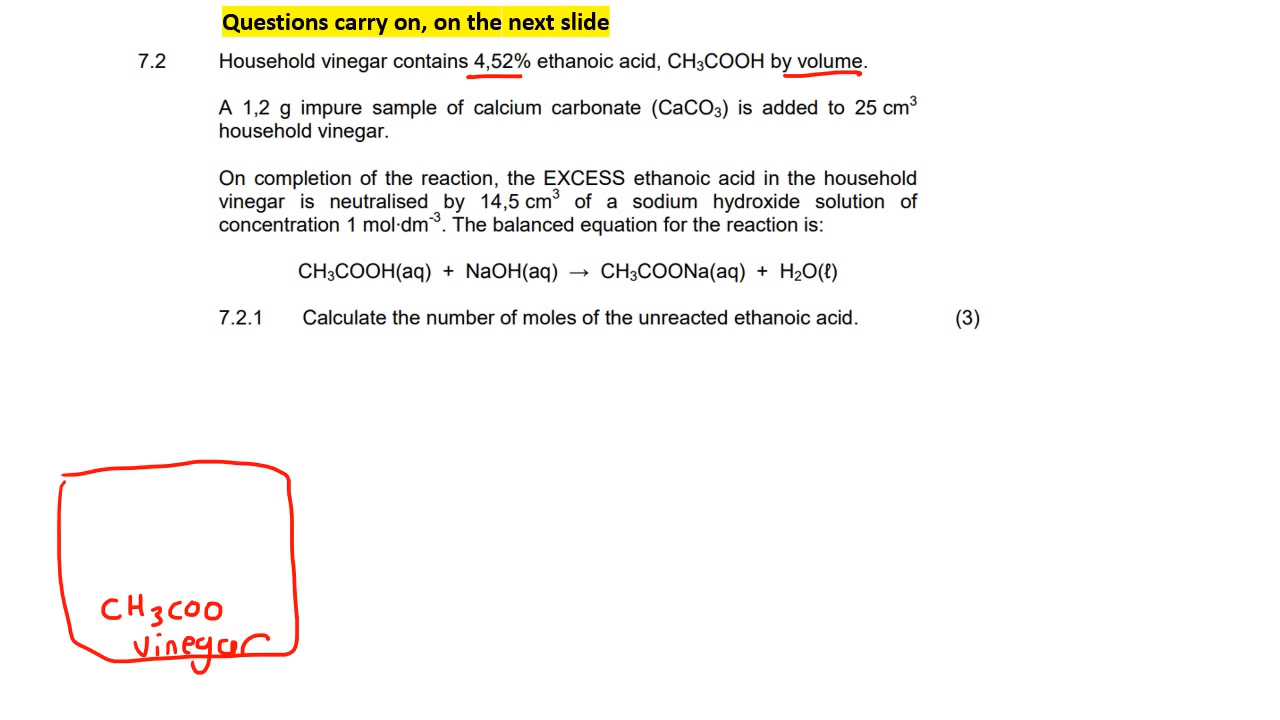 Questions carry on, on the next slide
7.2 Household vinegar contains 4,52% ethanoic acid, CH₃COOH by volume.
A 1,2 g impure sample of calcium carbonate (CaCO₃) is added to 25 cm³
household vinegar.
On completion of the reaction, the EXCESS ethanoic acid in the household
vinegar is neutralised by 14,5 cm³ of a sodium hydroxide solution of
concentration 1 mol·dm⁻³. The balanced equation for the reaction is:
CH₃COOH(aq) + NaOH(aq) → CH₃COONa(aq) + H₂O(ℓ)
7.2.1 Calculate the number of moles of the unreacted ethanoic acid. (3)
CH₃COO
vinegar